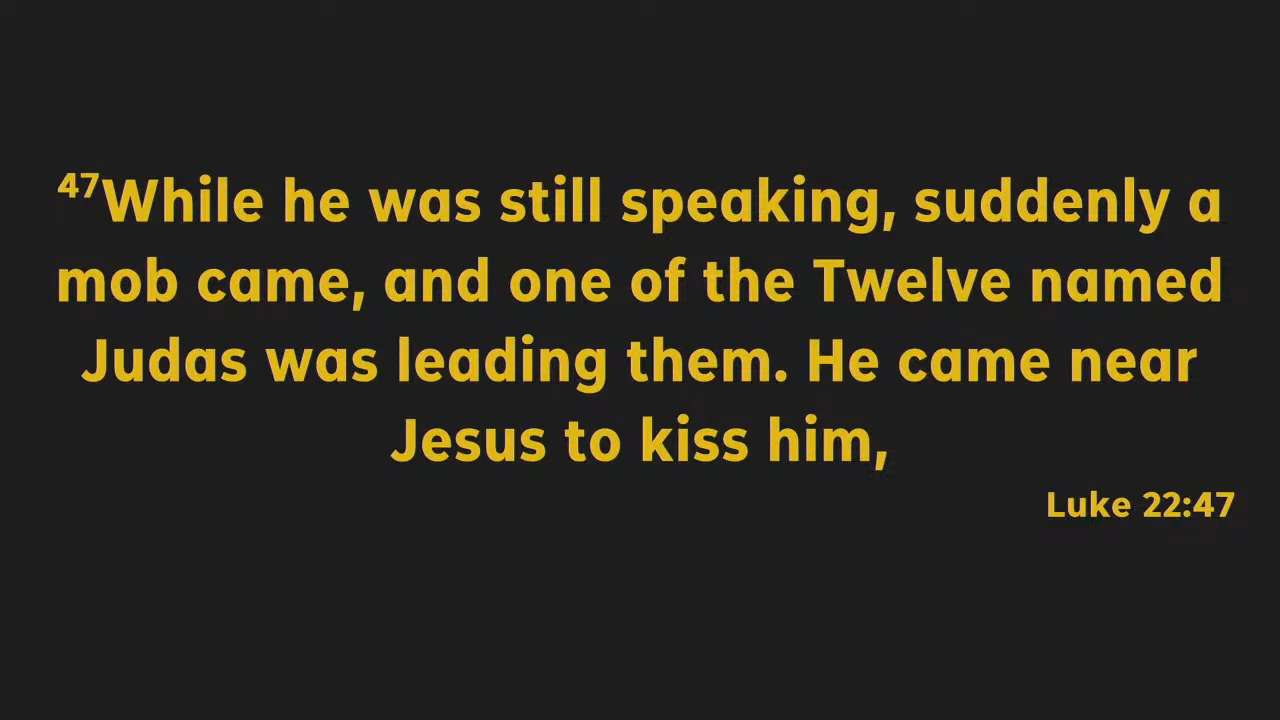 ⁴⁷While he was still speaking, suddenly a
mob came, and one of the Twelve named
Judas was leading them. He came near
Jesus to kiss him,
Luke 22:47